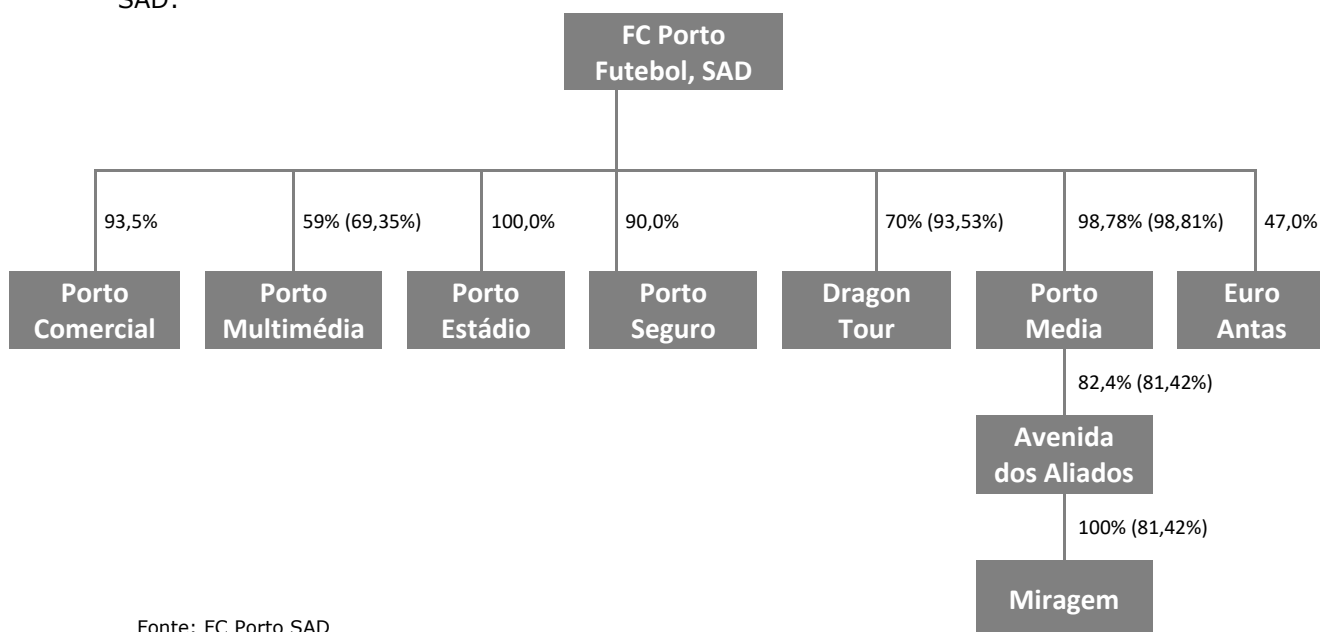 SAD:
FC Porto
Futebol, SAD
93,5%
59% (69,35%)
100,0%
90,0%
70% (93,53%)
98,78% (98,81%)
47,0%
Porto
Comercial
Porto
Multimédia
Porto
Estádio
Porto
Seguro
Dragon
Tour
Porto
Media
Euro
Antas
82,4% (81,42%)
Avenida
dos Aliados
100% (81,42%)
Miragem
Fonte: FC Porto SAD